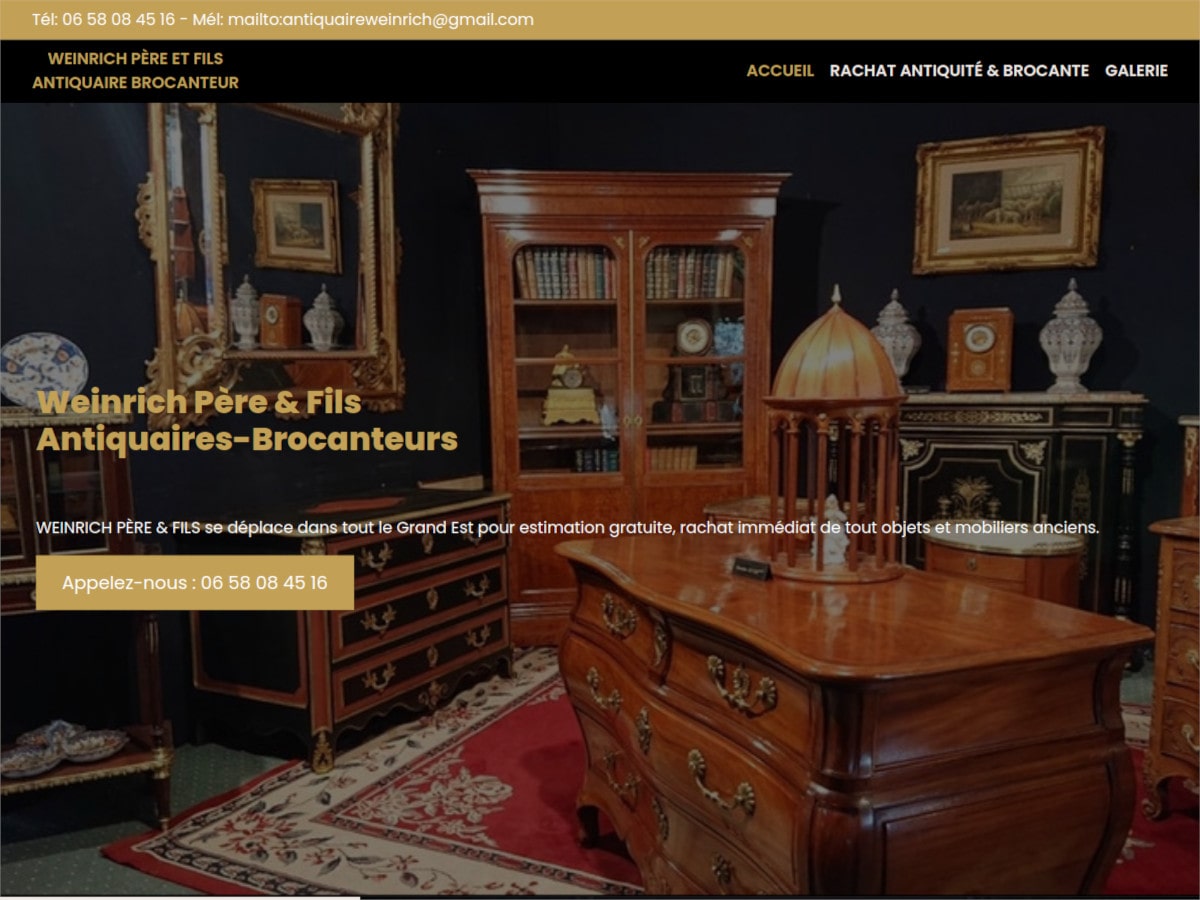 Tél: 06 58 08 45 16 - Mél: mailto:antiquaireweinrich@gmail.com
WEINRICH PÈRE ET FILS
ANTIQUAIRE BROCANTEUR
ACCUEIL RACHAT ANTIQUITÉ & BROCANTE GALERIE
Weinrich Père & Fils
Antiquaires-Brocanteurs
WEINRICH PÈRE & FILS se déplace dans tout le Grand Est pour estimation gratuite, rachat immédiat de tout objets et mobiliers anciens.
Appelez-nous : 06 58 08 45 16